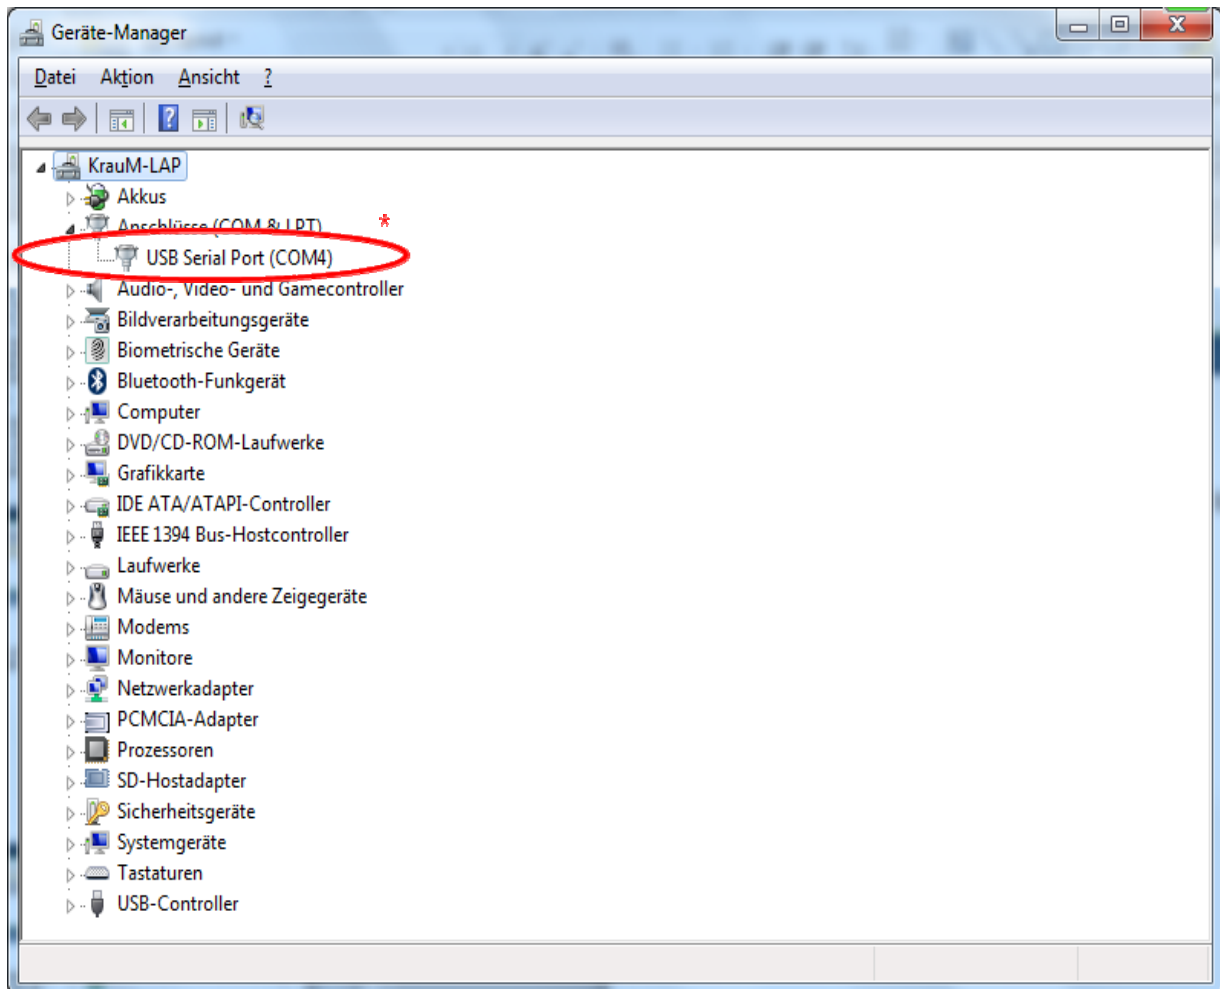 Geräte-Manager
Datei Aktion Ansicht ?
KrauM-LAP
Akkus
Anschlüsse (COM & LPT) *
USB Serial Port (COM4)
Audio-, Video- und Gamecontroller
Bildverarbeitungsgeräte
Biometrische Geräte
Bluetooth-Funkgerät
Computer
DVD/CD-ROM-Laufwerke
Grafikkarte
IDE ATA/ATAPI-Controller
IEEE 1394 Bus-Hostcontroller
Laufwerke
Mäuse und andere Zeigegeräte
Modems
Monitore
Netzwerkadapter
PCMCIA-Adapter
Prozessoren
SD-Hostadapter
Sicherheitsgeräte
Systemgeräte
Tastaturen
USB-Controller